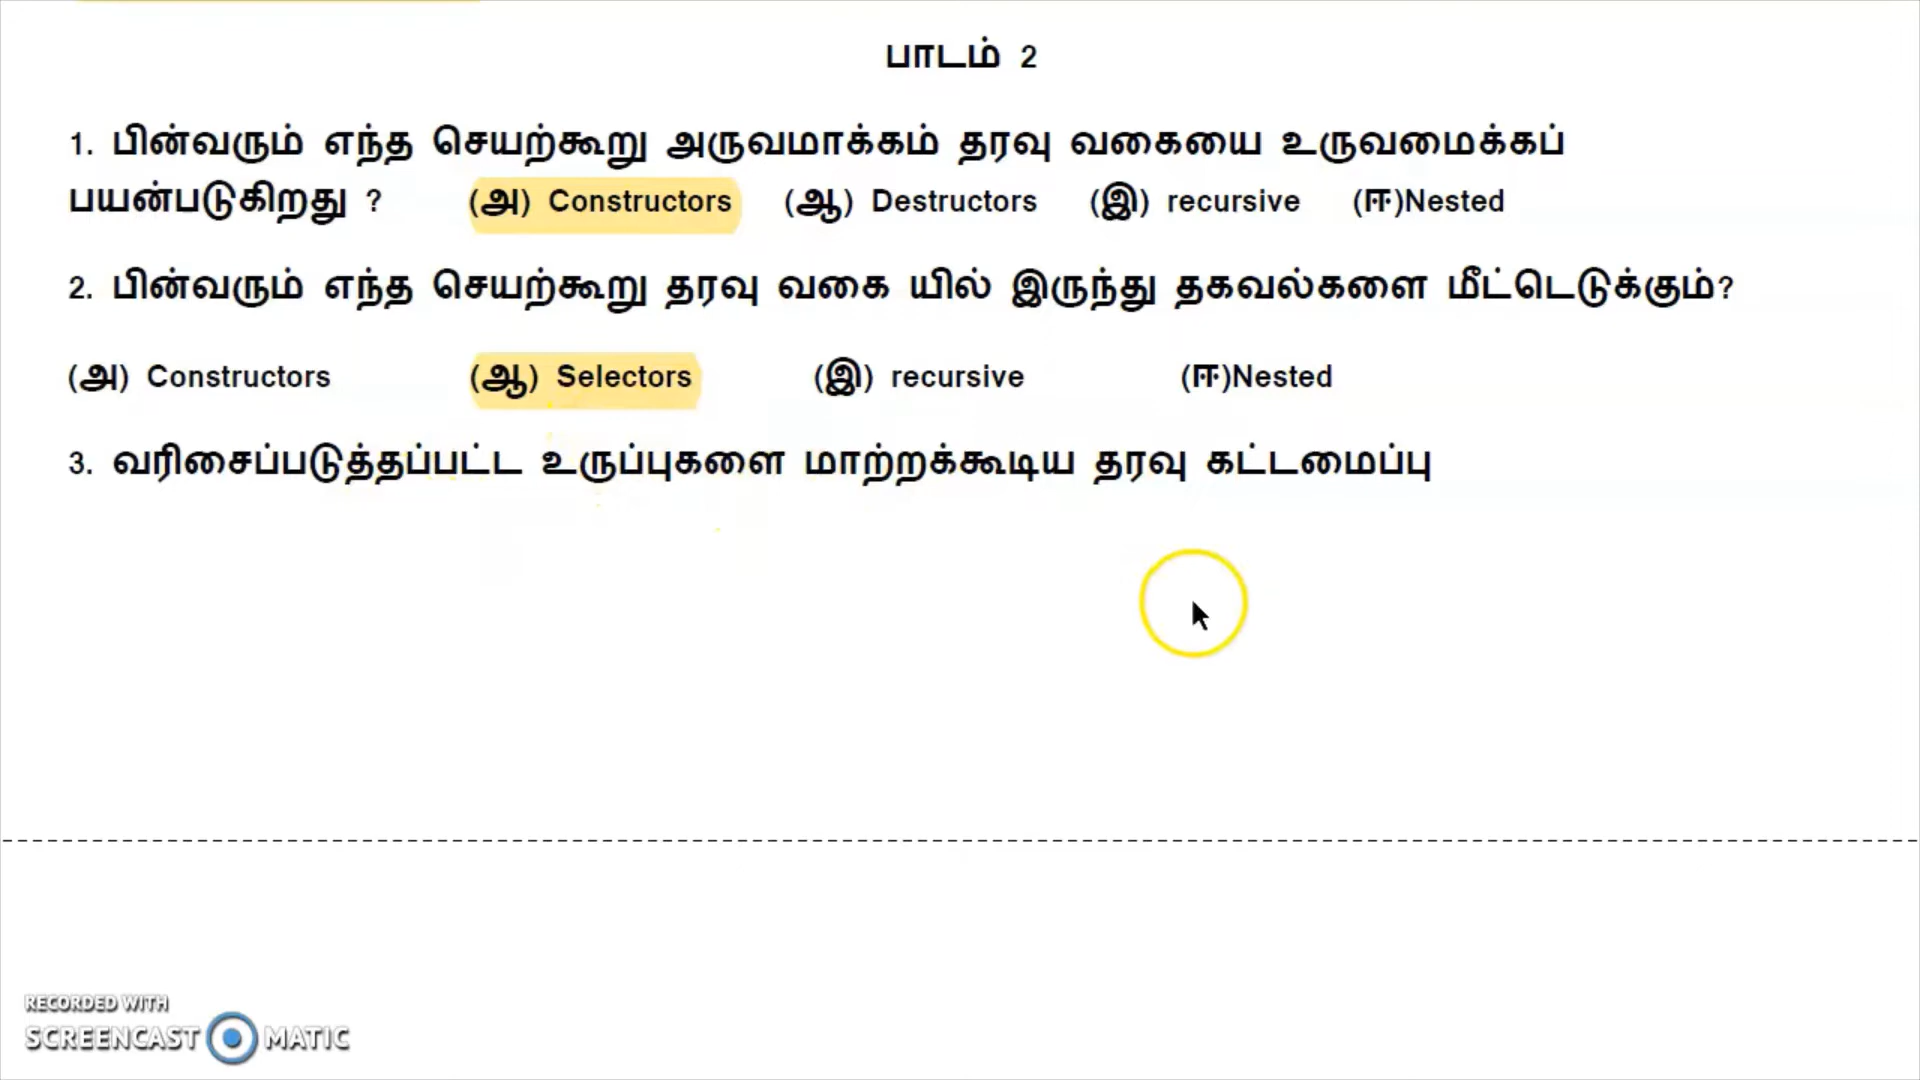 பாடம் 2
1. பின்வரும் எந்த செயற்கூறு அருவமாக்கம் தரவு வகையை உருவமைக்கப்
பயன்படுகிறது ? (அ) Constructors (ஆ) Destructors (இ) recursive (ஈ)Nested
2. பின்வரும் எந்த செயற்கூறு தரவு வகை யில் இருந்து தகவல்களை மீட்டெடுக்கும்?
(அ) Constructors (ஆ) Selectors (இ) recursive (ஈ)Nested
3. வரிசைப்படுத்தப்பட்ட உருப்புகளை மாற்றக்கூடிய தரவு கட்டமைப்பு
RECORDED WITH
SCREENCAST MATIC